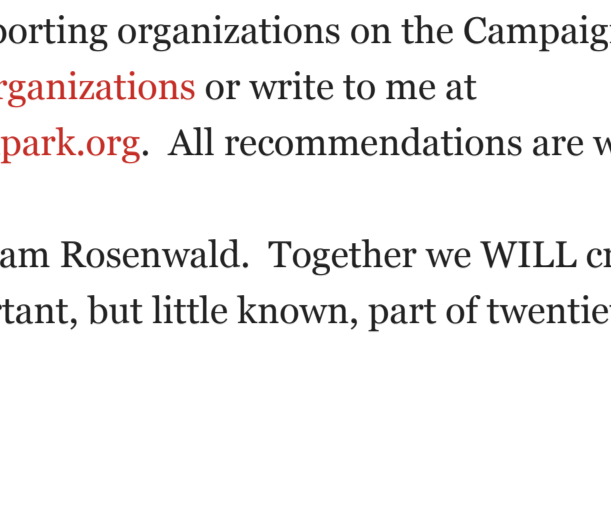 porting organizations on the Campaig
rganizations or write to me at
park.org.  All recommendations are w
am Rosenwald.  Together we WILL cr
rtant, but little known, part of twentie